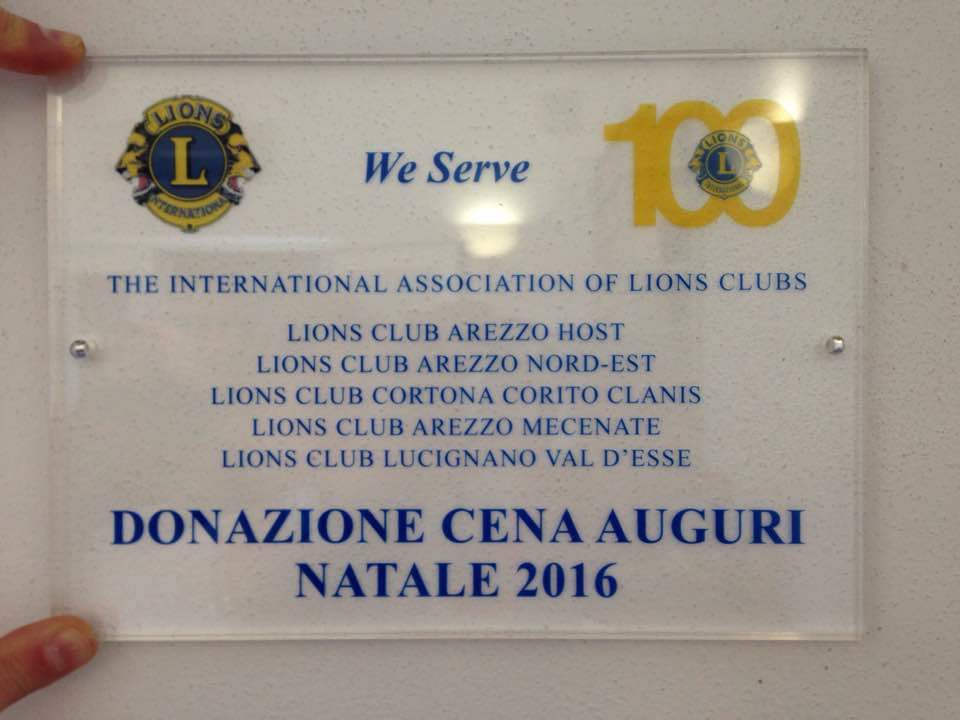 LIONS
L
INTERNATIONAL
We Serve
100
LIONS
L
INTERNATIONAL
THE INTERNATIONAL ASSOCIATION OF LIONS CLUBS
LIONS CLUB AREZZO HOST
LIONS CLUB AREZZO NORD-EST
LIONS CLUB CORTONA CORITO CLANIS
LIONS CLUB AREZZO MECENATE
LIONS CLUB LUCIGNANO VAL D'ESSE
DONAZIONE CENA AUGURI
NATALE 2016